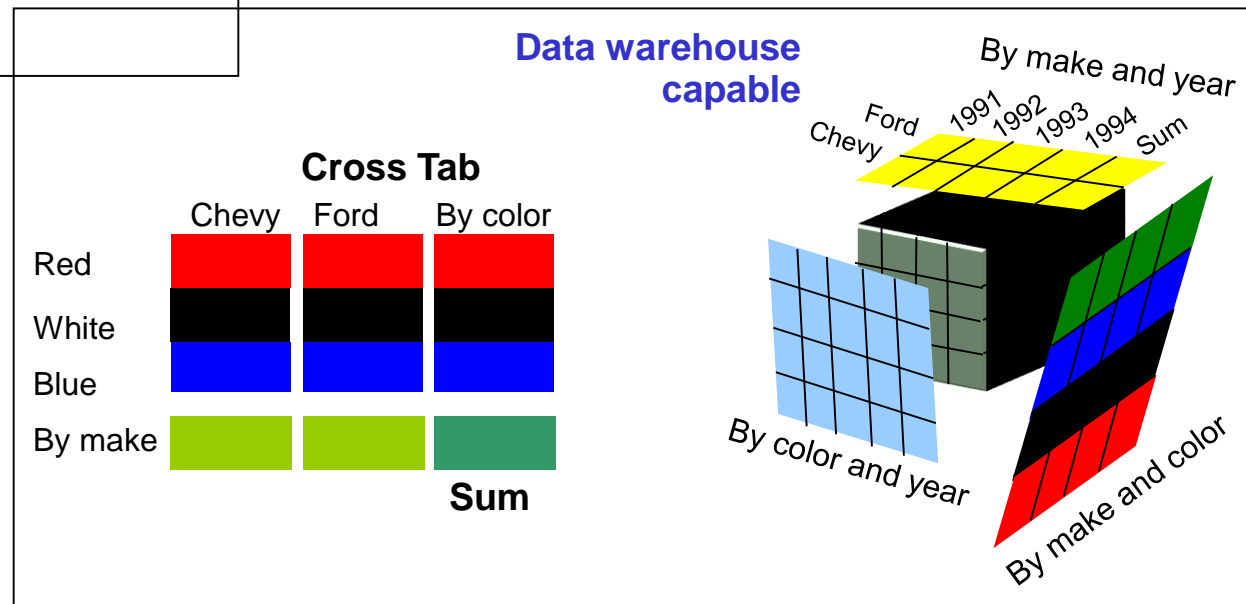 Data warehouse
capable
Cross Tab
Chevy Ford By color
Red
White
Blue
By make
Sum
By make and year
Chevy Ford 1991 1992 1993 1994 Sum
By color and year
By make and color